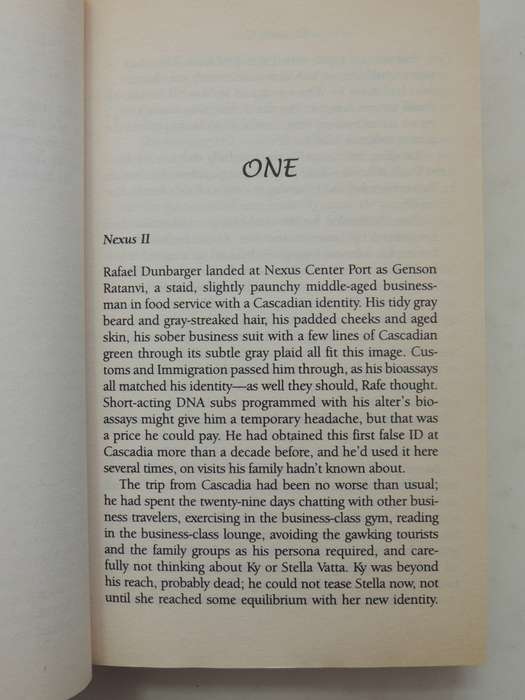 ONE
Nexus II
Rafael Dunbarger landed at Nexus Center Port as Genson
Ratanvi, a staid, slightly paunchy middle-aged business-
man in food service with a Cascadian identity. His tidy gray
beard and gray-streaked hair, his padded cheeks and aged
skin, his sober business suit with a few lines of Cascadian
green through its subtle gray plaid all fit this image. Cus-
toms and Immigration passed him through, as his bioassays
all matched his identity—as well they should, Rafe thought.
Short-acting DNA subs programmed with his alter's bio-
assays might give him a temporary headache, but that was
a price he could pay. He had obtained this first false ID at
Cascadia more than a decade before, and he'd used it here
several times, on visits his family hadn't known about.
The trip from Cascadia had been no worse than usual;
he had spent the twenty-nine days chatting with other busi-
ness travelers, exercising in the business-class gym, reading
in the business-class lounge, avoiding the gawking tourists
and the family groups as his persona required, and care-
fully not thinking about Ky or Stella Vatta. Ky was beyond
his reach, probably dead; he could not tease Stella now, not
until she reached some equilibrium with her new identity.